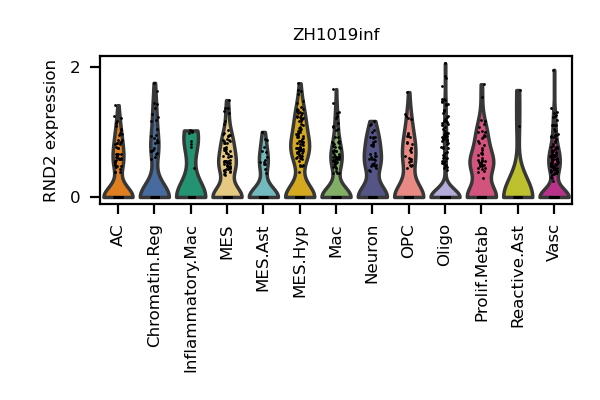 ZH1019inf
RND2 expression
2
0
AC
Chromatin.Reg
Inflammatory.Mac
MES
MES.Ast
MES.Hyp
Mac
Neuron
OPC
Oligo
Prolif.Metab
Reactive.Ast
Vasc